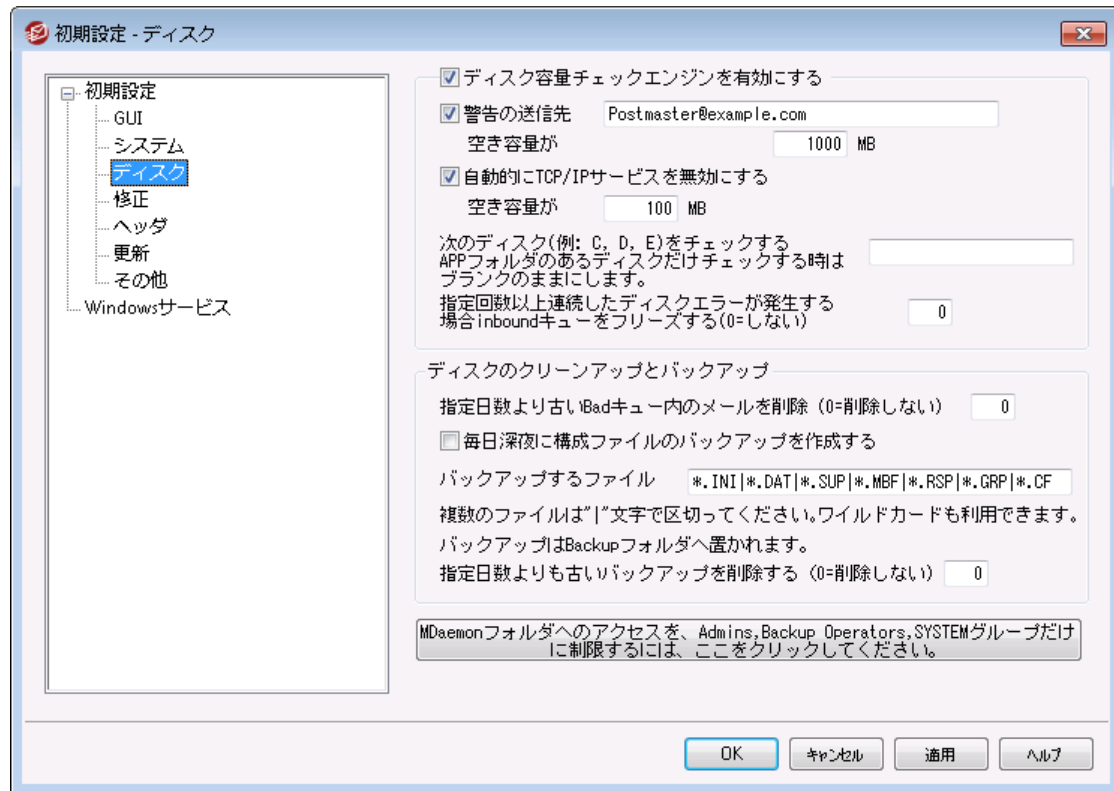 初期設定 - ディスク
初期設定
GUI
システム
ディスク
修正
ヘッダ
更新
その他
Windowsサービス
ディスク容量チェックエンジンを有効にする
警告の送信先 Postmaster@example.com
空き容量が 1000 MB
自動的にTCP/IPサービスを無効にする
空き容量が 100 MB
次のディスク(例: C, D, E)をチェックする
APPフォルダのあるディスクだけチェックする時は
ブランクのままにします。
指定回数以上連続したディスクエラーが発生する
場合inboundキューをフリーズする(0=しない) 0
ディスクのクリーンアップとバックアップ
指定日数より古いBadキュー内のメールを削除 (0=削除しない) 0
毎日深夜に構成ファイルのバックアップを作成する
バックアップするファイル *.INI|*.DAT|*.SUP|*.MBF|*.RSP|*.GRP|*.CF
複数のファイルは"|"文字で区切ってください。ワイルドカードも利用できます。
バックアップはBackupフォルダへ置かれます。
指定日数よりも古いバックアップを削除する (0=削除しない) 0
MDaemonフォルダへのアクセスを、Admins,Backup Operators,SYSTEMグループだけ
に制限するには、ここをクリックしてください。
OK キャンセル 適用 ヘルプ